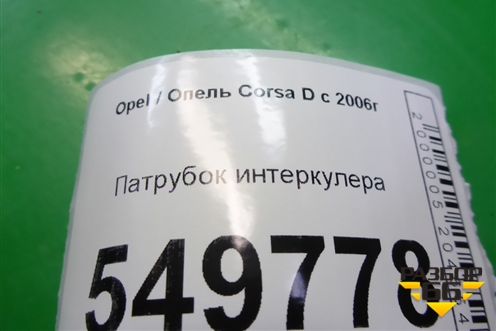 Opel / Опель Corsa D с 2006г
Патрубок интеркулера
549778
РАЗБОР
66